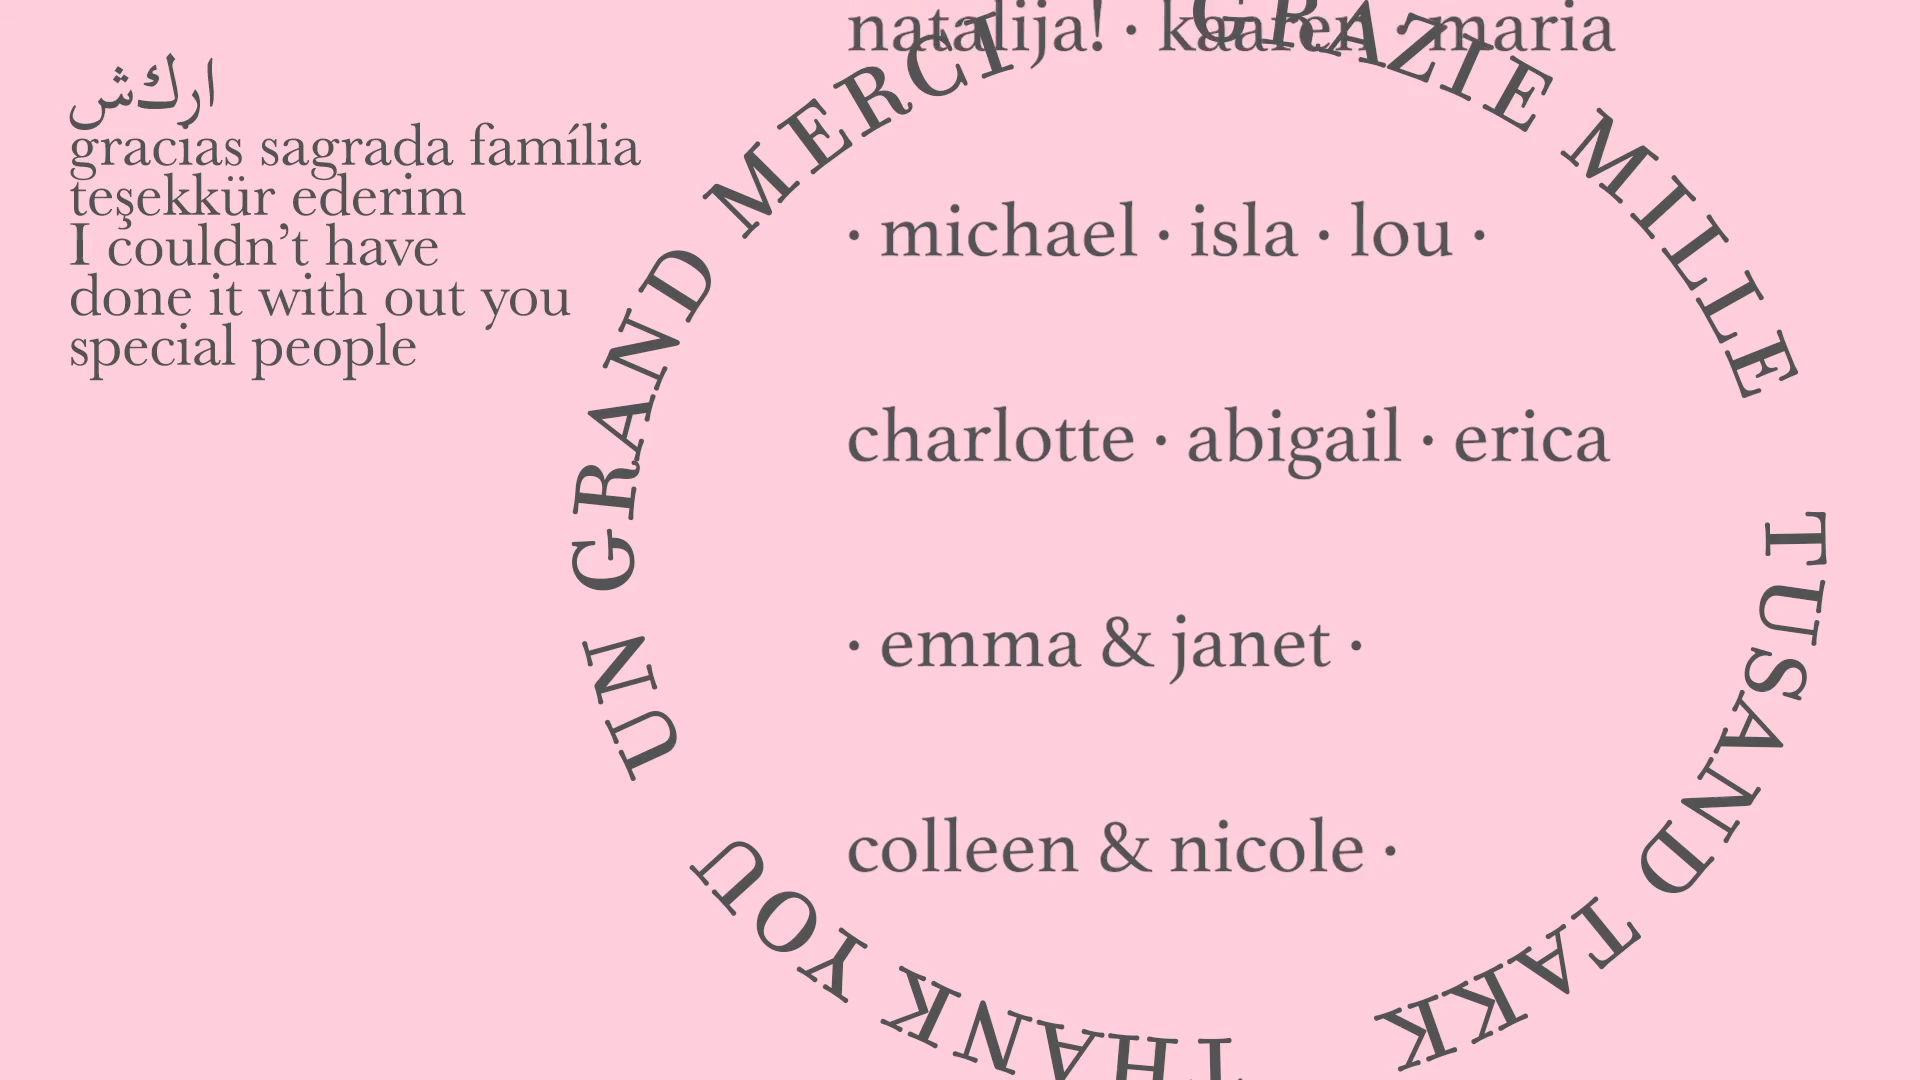 ارﻙش
gracias sagrada família
teşekkür ederim
I couldn’t have
done it with out you
special people
natalija! · kaaren · maria
· michael · isla · lou ·
charlotte · abigail · erica
· emma & janet ·
colleen & nicole ·
UN GRAND MERCI
GRAZIE MILLE
TUSAND TAKK
THANK YOU